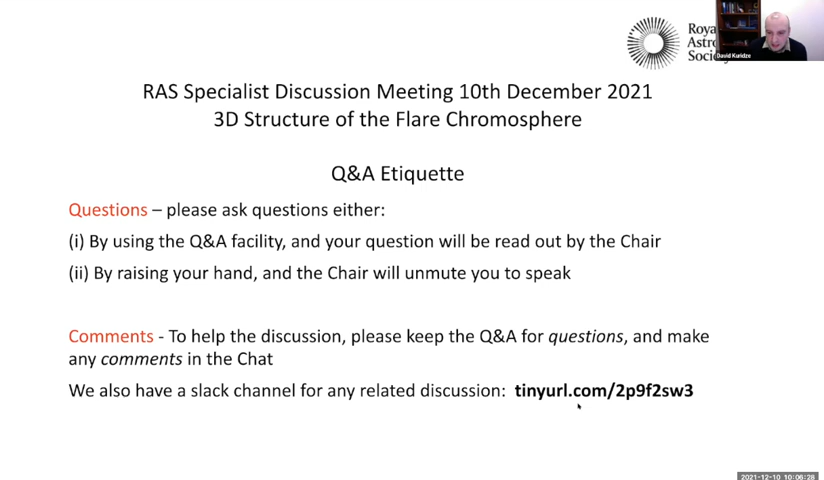 Roya
Astro
Socie
David Kuridze
RAS Specialist Discussion Meeting 10th December 2021
3D Structure of the Flare Chromosphere
Q&A Etiquette
Questions – please ask questions either:
(i) By using the Q&A facility, and your question will be read out by the Chair
(ii) By raising your hand, and the Chair will unmute you to speak
Comments - To help the discussion, please keep the Q&A for questions, and make
any comments in the Chat
We also have a slack channel for any related discussion: tinyurl.com/2p9f2sw3
2021-12-10 10:06:28